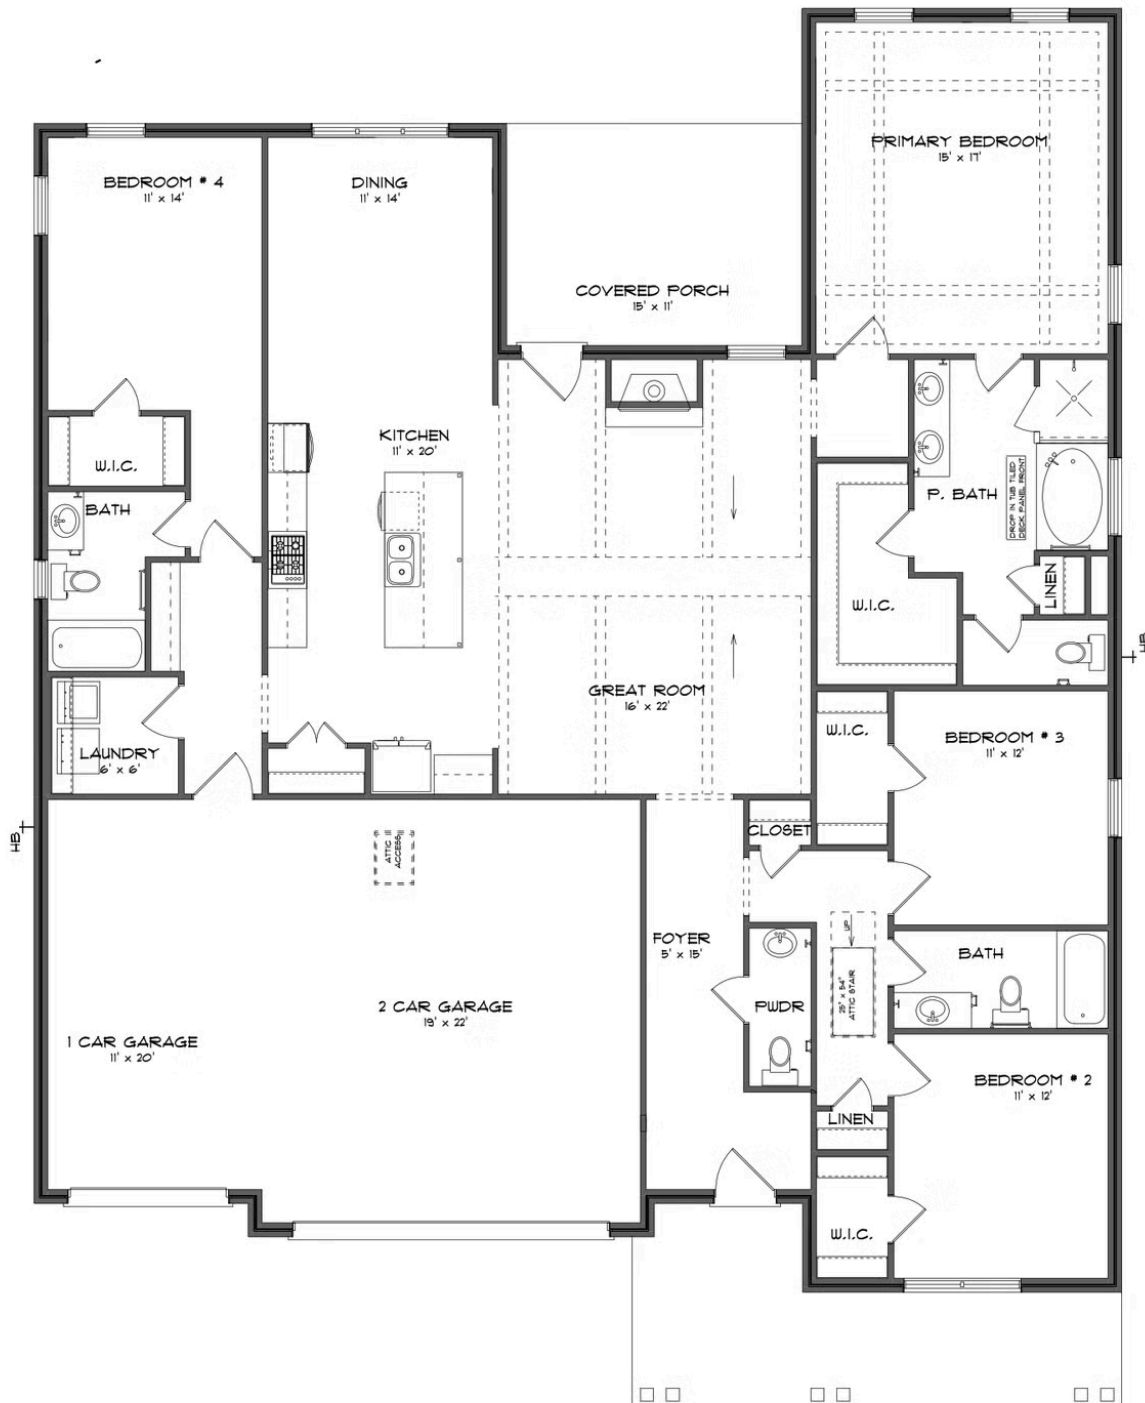 PRIMARY BEDROOM
15' x 17'
BEDROOM # 4
11' x 14'
DINING
11' x 14'
COVERED PORCH
15' x 11'
KITCHEN
11' x 20'
W.I.C.
BATH
P. BATH
DROP IN TUB TILED
DECK PANEL FRONT
LINEN
W.I.C.
HB
GREAT ROOM
16' x 22'
W.I.C.
BEDROOM # 3
11' x 12'
LAUNDRY
6' x 6'
HB
ATTIC
ACCESS
CLOSET
UP
FOYER
5' x 15'
BATH
25" x 54"
ATTIC STAIR
PWDR
2 CAR GARAGE
19' x 22'
1 CAR GARAGE
11' x 20'
BEDROOM # 2
11' x 12'
LINEN
W.I.C.